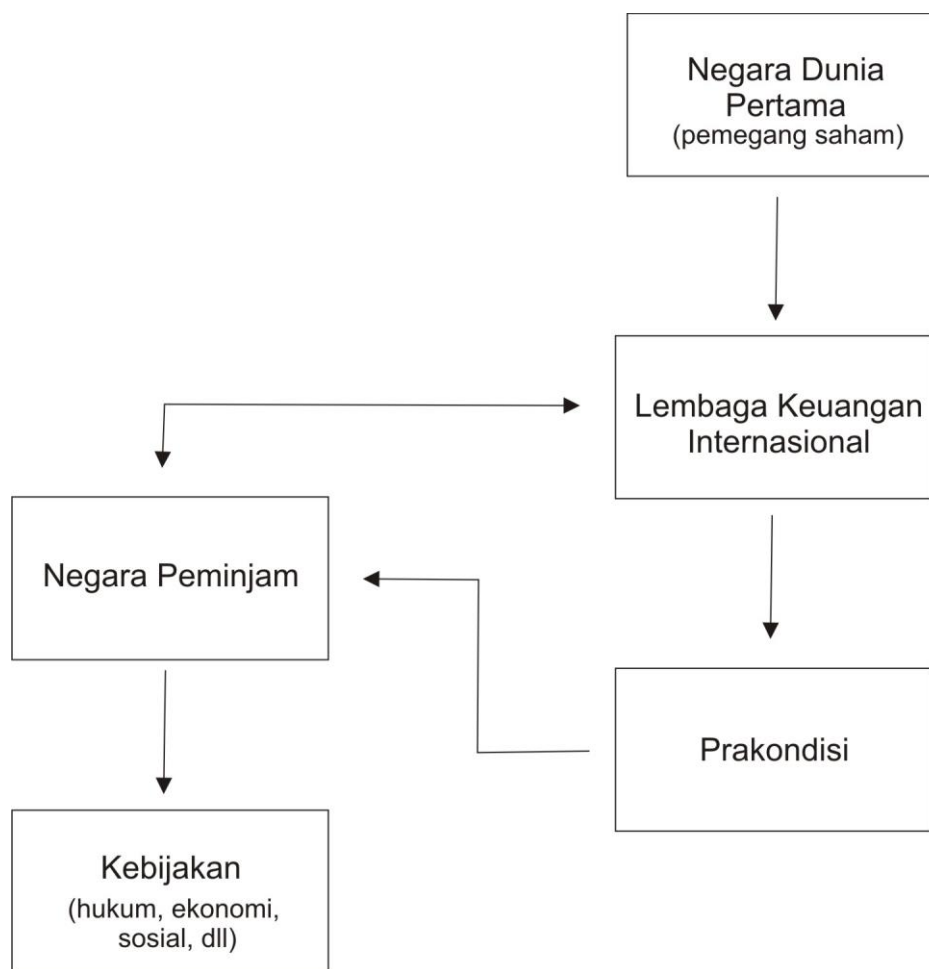 Negara Dunia
Pertama
(pemegang saham)
Lembaga Keuangan
Internasional
Negara Peminjam
Prakondisi
Kebijakan
(hukum, ekonomi,
sosial, dll)